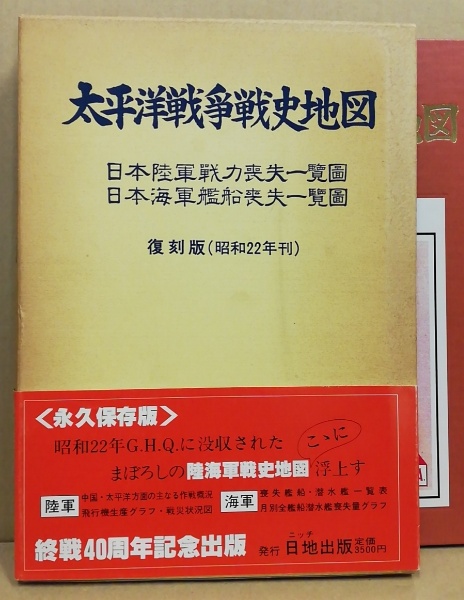 太平洋戦爭戦史地図
日本陸軍戰力喪失一覽圖
日本海軍艦船喪失一覽圖
復刻版(昭和22年刊)
<永久保存版>
昭和22年G.H.Q.に没収された
まぼろしの陸海軍戦史地図
こゝに
浮上す
陸軍
中国・太平洋方面の主なる作戦概況
飛行機生産グラフ・戦災状況図
海軍
喪失艦船・潜水艦一覧表
月別全艦船潜水艦喪失量グラフ
終戦40周年記念出版
発行
ニッチ
日地出版
定価
3500円
図